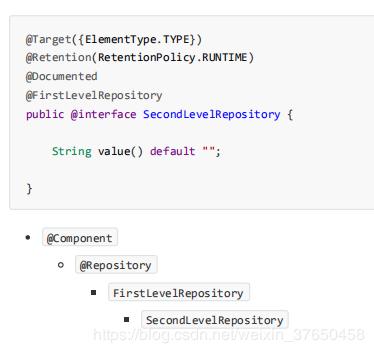 @Target({ElementType.TYPE})
@Retention(RetentionPolicy.RUNTIME)
@Documented
@FirstLevelRepository
public @interface SecondLevelRepository {
String value() default "";
}
@Component
@Repository
FirstLevelRepository
SecondLevelRepository
https://blog.csdn.net/weixin_37650458